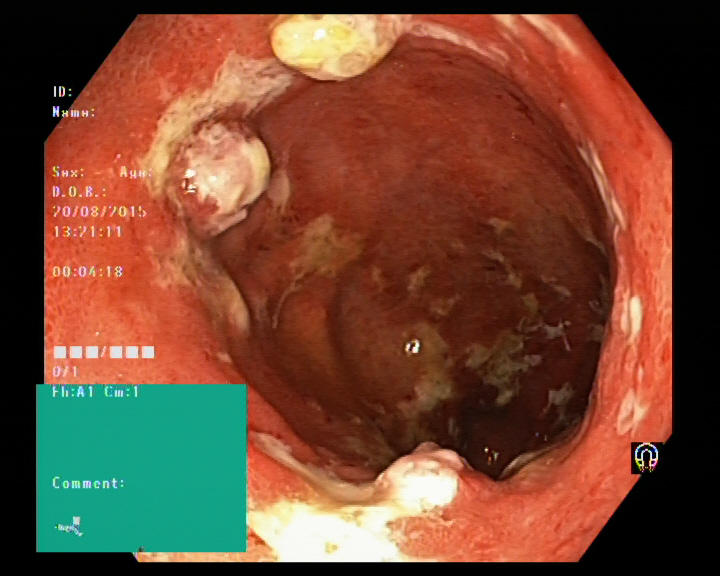 ID:
Name:
Sex: - Age:
D.O.B.:
20/08/2015
13:21:11
00:04:18
0/1
Eh:A1 Cm:1
Comment: